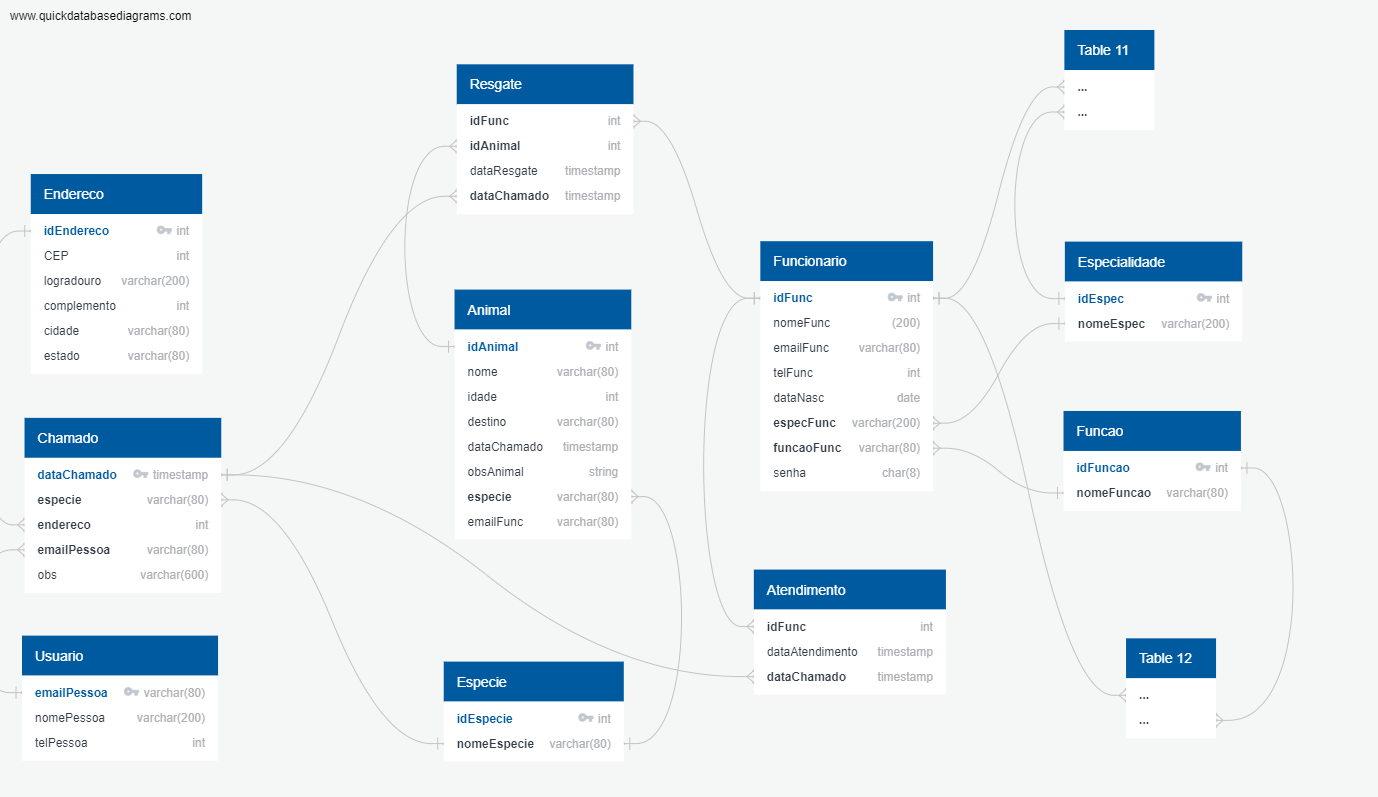 www.quickdatabasediagrams.com
Endereco
idEndereco int
CEP int
logradouro varchar(200)
complemento int
cidade varchar(80)
estado varchar(80)
Chamado
dataChamado timestamp
especie varchar(80)
endereco int
emailPessoa varchar(80)
obs varchar(600)
Usuario
emailPessoa varchar(80)
nomePessoa varchar(200)
telPessoa int
Resgate
idFunc int
idAnimal int
dataResgate timestamp
dataChamado timestamp
Animal
idAnimal int
nome varchar(80)
idade int
destino varchar(80)
dataChamado timestamp
obsAnimal string
especie varchar(80)
emailFunc varchar(80)
Especie
idEspecie int
nomeEspecie varchar(80)
Funcionario
idFunc int
nomeFunc (200)
emailFunc varchar(80)
telFunc int
dataNasc date
especFunc varchar(200)
funcaoFunc varchar(80)
senha char(8)
Atendimento
idFunc int
dataAtendimento timestamp
dataChamado timestamp
Table 11
...
...
Especialidade
idEspec int
nomeEspec varchar(200)
Funcao
idFuncao int
nomeFuncao varchar(80)
Table 12
...
...